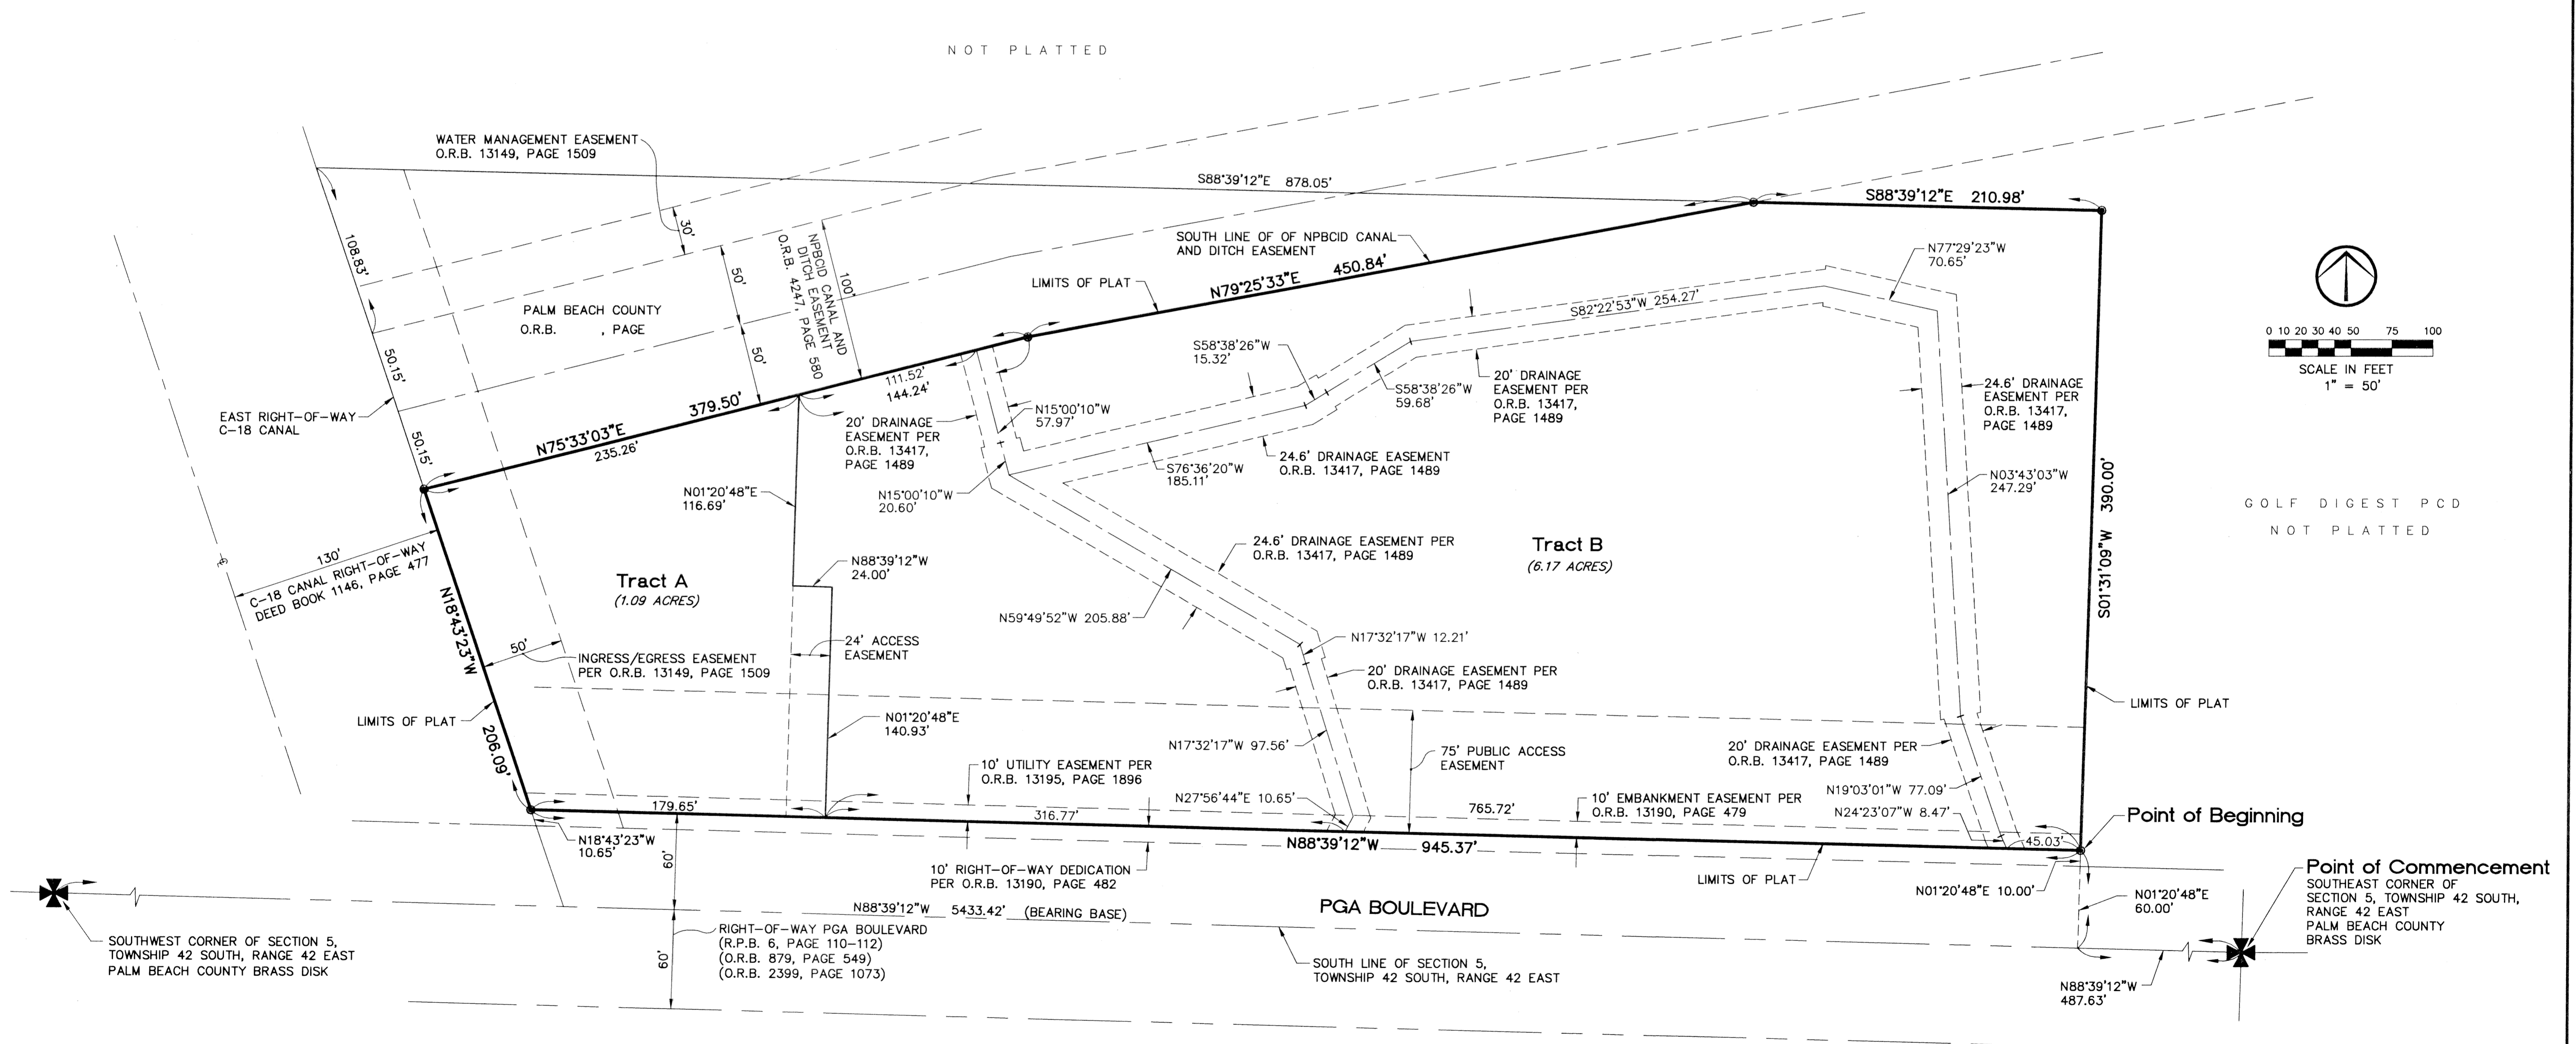 NOT PLATTED
WATER MANAGEMENT EASEMENT
O.R.B. 13149, PAGE 1509
30'
S88°39'12"E 878.05'
S88°39'12"E 210.98'
108.83'
50'
50'
100'
NPBCID CANAL AND
DITCH EASEMENT
O.R.B. 4247, PAGE 580
SOUTH LINE OF OF NPBCID CANAL
AND DITCH EASEMENT
LIMITS OF PLAT
N79°25'33"E 450.84'
N77°29'23"W
70.65'
PALM BEACH COUNTY
O.R.B. , PAGE
S82°22'53"W 254.27'
0 10 20 30 40 50 75 100
SCALE IN FEET
1" = 50'
50.15'
EAST RIGHT-OF-WAY
C-18 CANAL
50.15'
N75°33'03"E 379.50'
235.26'
111.52'
144.24'
S58°38'26"W
15.32'
S58°38'26"W
59.68'
20' DRAINAGE
EASEMENT PER
O.R.B. 13417,
PAGE 1489
24.6' DRAINAGE
EASEMENT PER
O.R.B. 13417,
PAGE 1489
20' DRAINAGE
EASEMENT PER
O.R.B. 13417,
PAGE 1489
N15°00'10"W
57.97'
N15°00'10"W
20.60'
24.6' DRAINAGE EASEMENT
O.R.B. 13417, PAGE 1489
S76°36'20"W
185.11'
N03°43'03"W
247.29'
S01°31'09"W 390.00'
GOLF DIGEST PCD
NOT PLATTED
N01°20'48"E
116.69'
N88°39'12"W
24.00'
130'
C-18 CANAL RIGHT-OF-WAY
DEED BOOK 1146, PAGE 477
N18°43'23"W
206.09'
Tract A
(1.09 ACRES)
24.6' DRAINAGE EASEMENT PER
O.R.B. 13417, PAGE 1489
Tract B
(6.17 ACRES)
N59°49'52"W 205.88'
N17°32'17"W 12.21'
50'
INGRESS/EGRESS EASEMENT
PER O.R.B. 13149, PAGE 1509
24' ACCESS
EASEMENT
20' DRAINAGE EASEMENT PER
O.R.B. 13417, PAGE 1489
LIMITS OF PLAT
LIMITS OF PLAT
N01°20'48"E
140.93'
N17°32'17"W 97.56'
75' PUBLIC ACCESS
EASEMENT
20' DRAINAGE EASEMENT PER
O.R.B. 13417, PAGE 1489
10' UTILITY EASEMENT PER
O.R.B. 13195, PAGE 1896
N27°56'44"E 10.65'
10' EMBANKMENT EASEMENT PER
O.R.B. 13190, PAGE 479
N19°03'01"W 77.09'
N24°23'07"W 8.47'
179.65'
316.77'
765.72'
45.03'
N88°39'12"W 945.37'
Point of Beginning
N18°43'23"W
10.65'
60'
60'
10' RIGHT-OF-WAY DEDICATION
PER O.R.B. 13190, PAGE 482
LIMITS OF PLAT
N01°20'48"E 10.00'
N01°20'48"E
60.00'
Point of Commencement
SOUTHEAST CORNER OF
SECTION 5, TOWNSHIP 42 SOUTH,
RANGE 42 EAST
PALM BEACH COUNTY
BRASS DISK
N88°39'12"W 5433.42' (BEARING BASE)
PGA BOULEVARD
RIGHT-OF-WAY PGA BOULEVARD
(R.P.B. 6, PAGE 110-112)
(O.R.B. 879, PAGE 549)
(O.R.B. 2399, PAGE 1073)
SOUTHWEST CORNER OF SECTION 5,
TOWNSHIP 42 SOUTH, RANGE 42 EAST
PALM BEACH COUNTY BRASS DISK
SOUTH LINE OF SECTION 5,
TOWNSHIP 42 SOUTH, RANGE 42 EAST
N88°39'12"W
487.63'